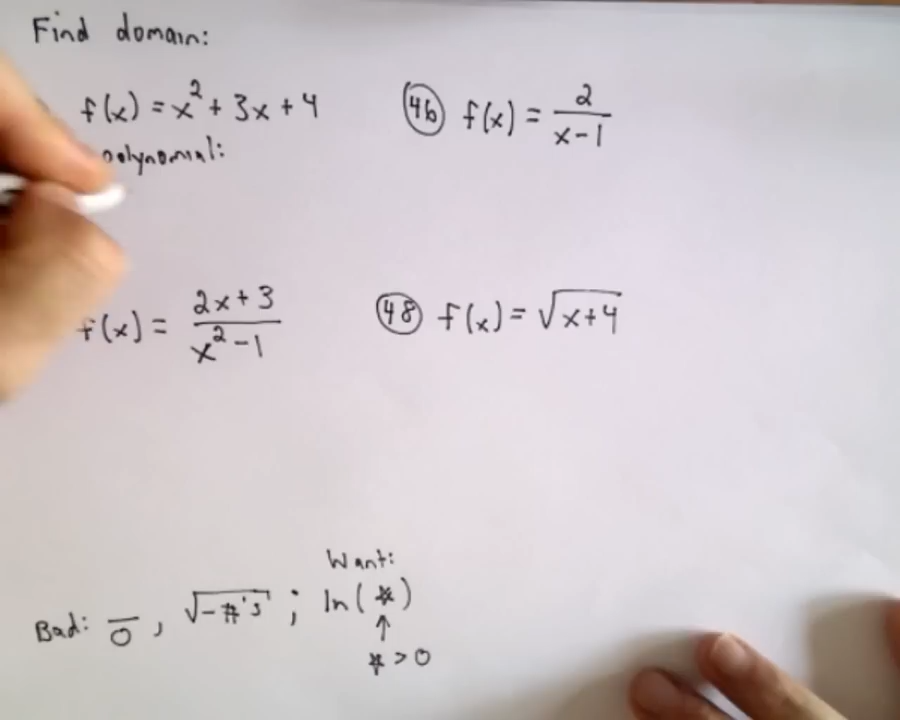 Find domain:
f(x) = x² + 3x + 4
polynomial:
46 f(x) = 2/(x-1)
f(x) = (2x+3)/(x²-1)
48 f(x) = √(x+4)
Want:
Bad: —/0 , √(-#'s) ; ln(*)
↑
* > 0